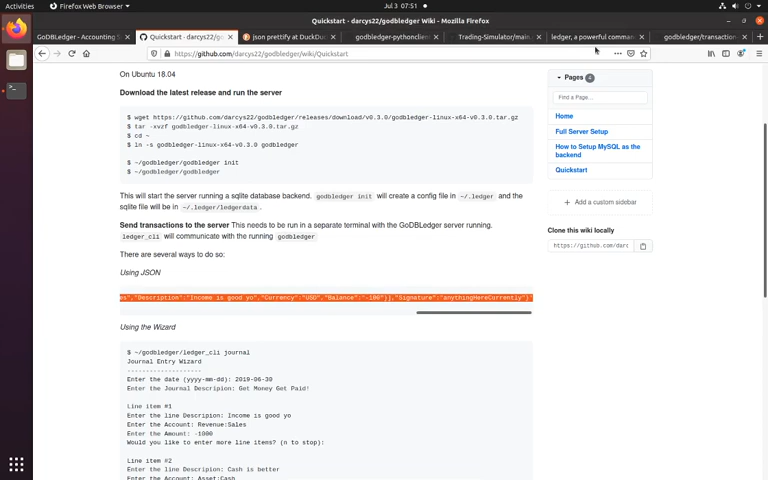 Activities
Firefox Web Browser
Jul 3 07:51
Quickstart - darcys22/godbledger Wiki - Mozilla Firefox
GoDBLedger - Accounting S
Quickstart - darcys22/go
json prettify at DuckDu
godbledger-pythonclien
Trading-Simulator/main
ledger, a powerful comman
godbledger/transaction
https://github.com/darcys22/godbledger/wiki/Quickstart
On Ubuntu 18.04
Download the latest release and run the server
$ wget https://github.com/darcys22/godbledger/releases/download/v0.3.0/godbledger-linux-x64-v0.3.0.tar.gz
$ tar -xvzf godbledger-linux-x64-v0.3.0.tar.gz
$ cd ~
$ ln -s godbledger-linux-x64-v0.3.0 godbledger
$ ~/godbledger/godbledger init
$ ~/godbledger/godbledger
This will start the server running a sqlite database backend. godbledger init will create a config file in ~/.ledger and the
sqlite file will be in ~/.ledger/ledgerdata.
Send transactions to the server This needs to be run in a separate terminal with the GoDBLedger server running.
ledger_cli will communicate with the running godbledger
There are several ways to do so:
Using JSON
es","Description":"Income is good yo","Currency":"USD","Balance":"-100"}],"Signature":"anythingHereCurrently"}'
Using the Wizard
$ ~/godbledger/ledger_cli journal
Journal Entry Wizard
--------------------
Enter the date (yyyy-mm-dd): 2019-06-30
Enter the Journal Descripion: Get Money Get Paid!
Line item #1
Enter the line Descripion: Income is good yo
Enter the Account: Revenue:Sales
Enter the Amount: -1000
Would you like to enter more line items? (n to stop):
Line item #2
Enter the line Descripion: Cash is better
Enter the Account: Asset:Cash
Pages 4
Find a Page…
Home
Full Server Setup
How to Setup MySQL as the
backend
Quickstart
Add a custom sidebar
Clone this wiki locally
https://github.com/darc